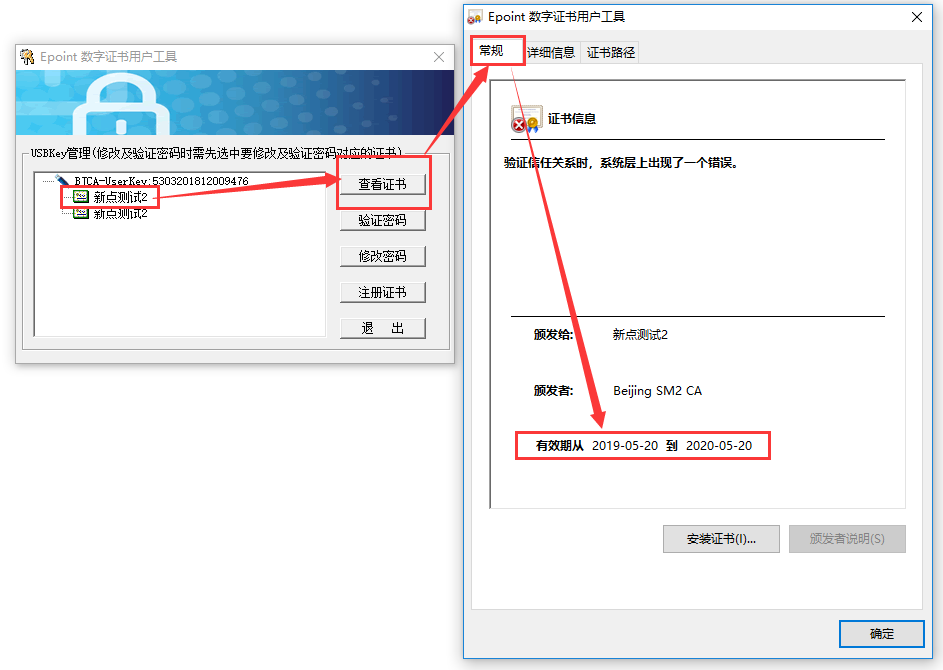 Epoint 数字证书用户工具
USBKey管理(修改及验证密码时需先选中要修改及验证密码对应的证书)
BTCA-UserKey:5303201812009476
新点测试2
新点测试2
查看证书
验证密码
修改密码
注册证书
退 出
Epoint 数字证书用户工具
常规
详细信息
证书路径
证书信息
验证信任关系时，系统层上出现了一个错误。
颁发给: 新点测试2
颁发者: Beijing SM2 CA
有效期从 2019-05-20 到 2020-05-20
安装证书(I)...
颁发者说明(S)
确定